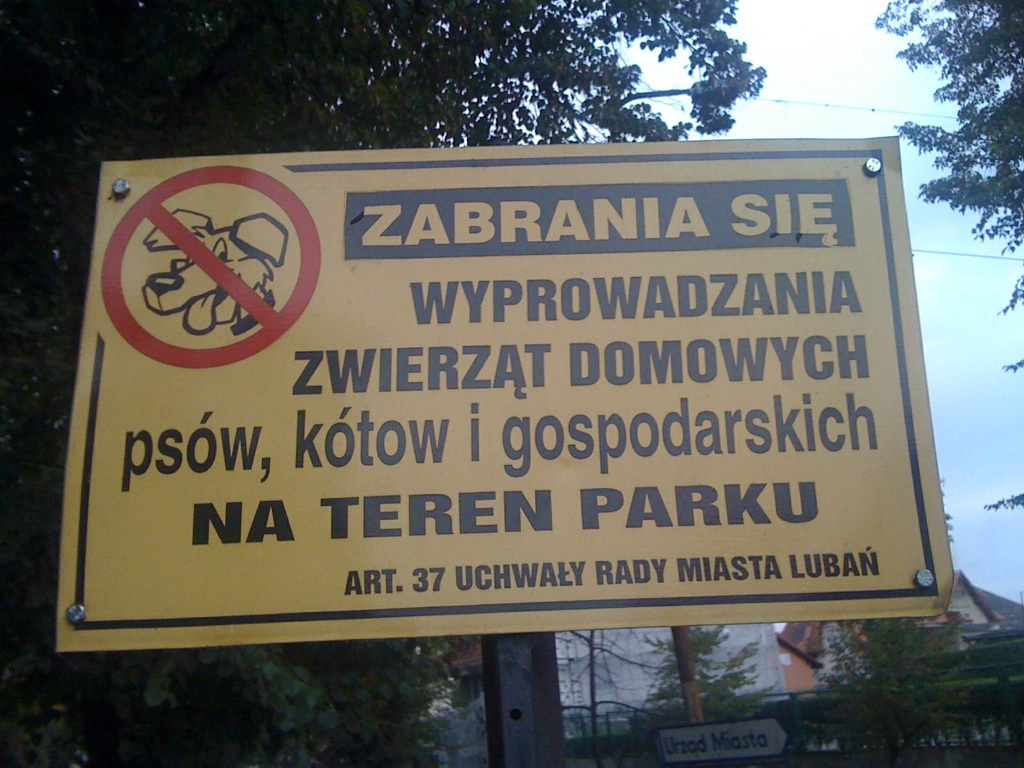 ZABRANIA SIĘ
WYPROWADZANIA
ZWIERZĄT DOMOWYCH
psów, kótow i gospodarskich
NA TEREN PARKU
ART. 37 UCHWAŁY RADY MIASTA LUBAŃ
Urząd Miasta